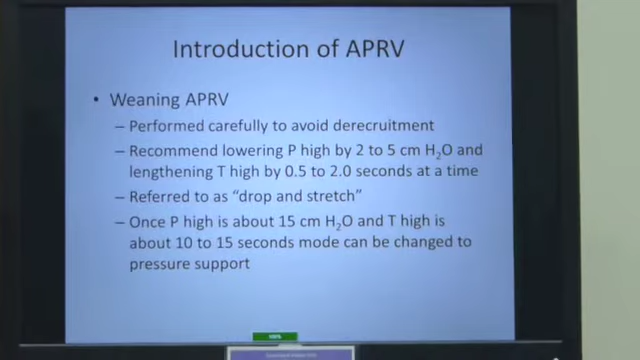 Introduction of APRV
• Weaning APRV
– Performed carefully to avoid derecruitment
– Recommend lowering P high by 2 to 5 cm H₂O and
lengthening T high by 0.5 to 2.0 seconds at a time
– Referred to as “drop and stretch”
– Once P high is about 15 cm H₂O and T high is
about 10 to 15 seconds mode can be changed to
pressure support
100%